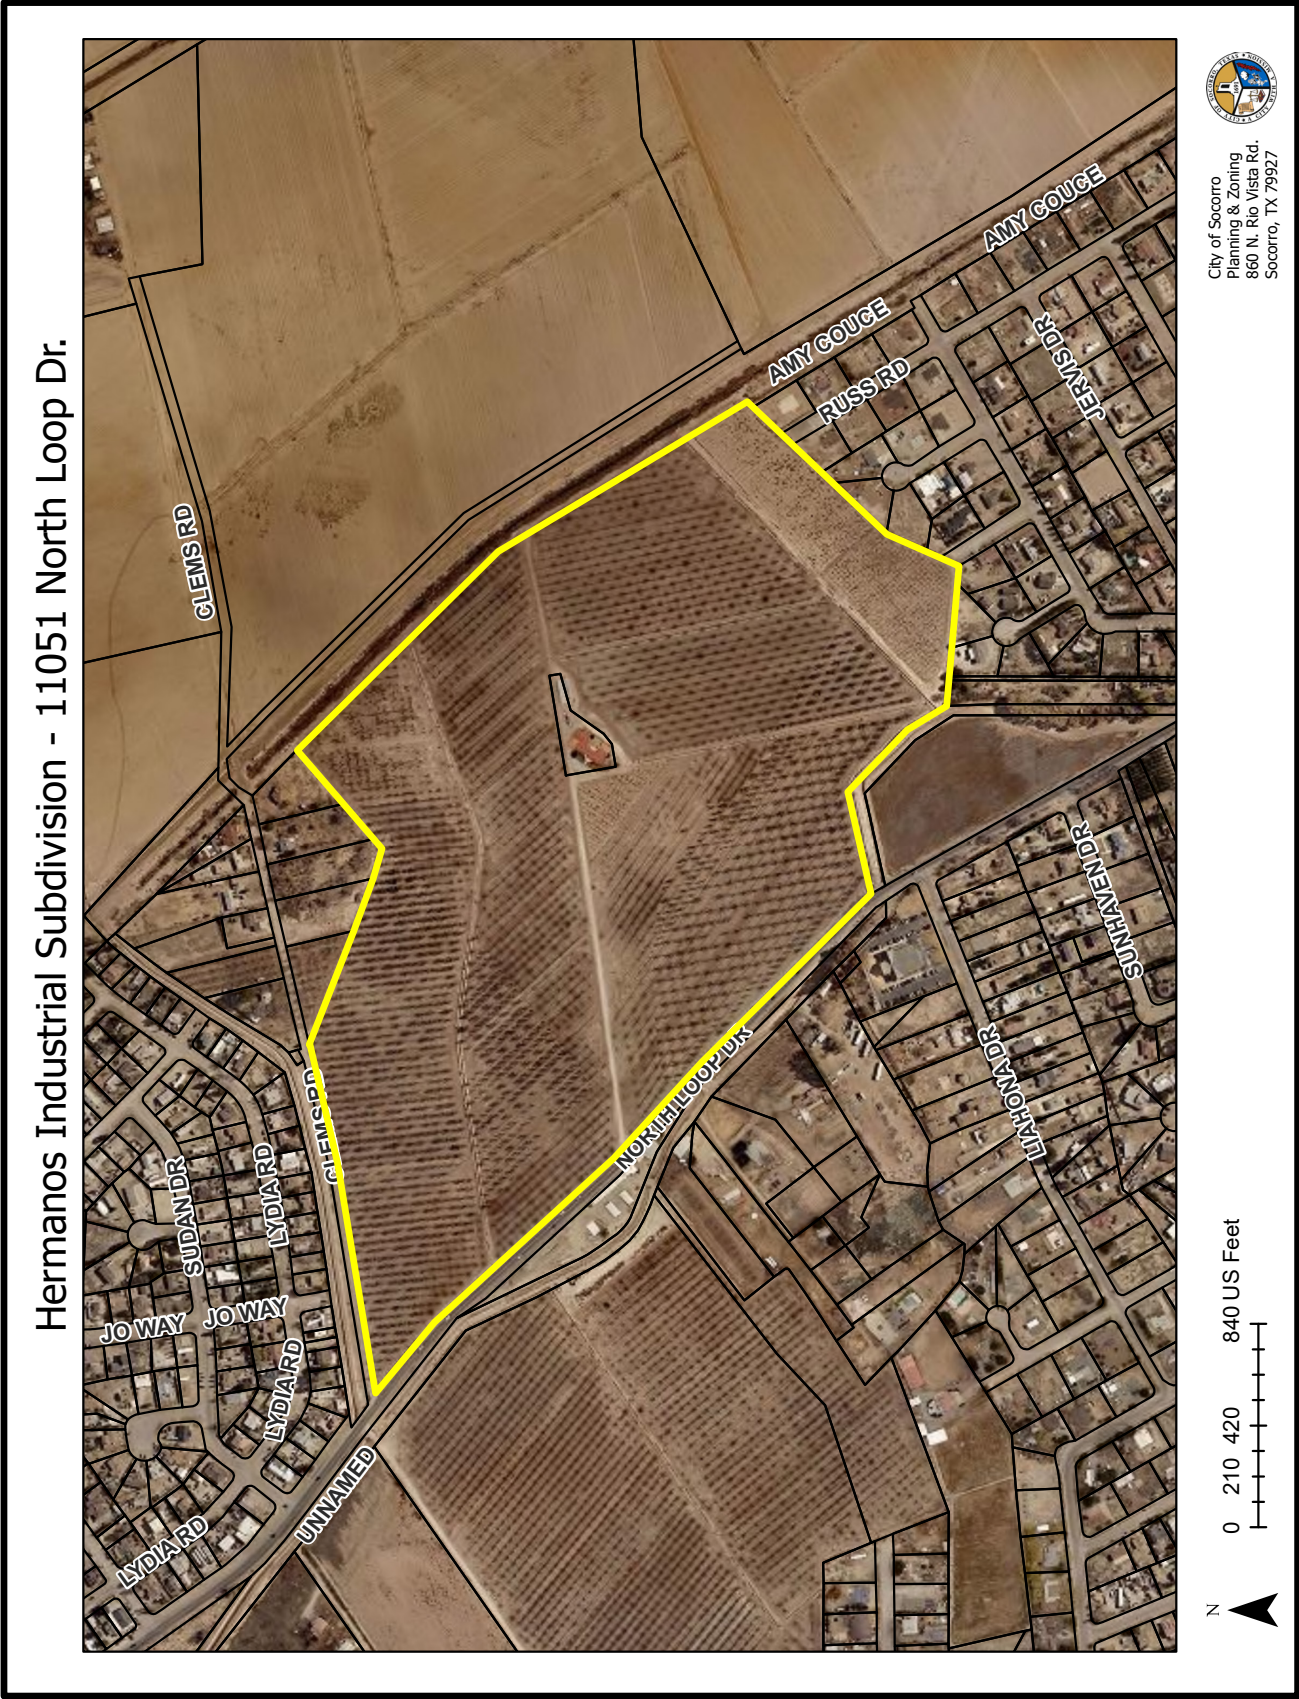 Hermanos Industrial Subdivision - 11051 North Loop Dr.
CLEMS RD
AMY COUCE
AMY COUCE
RUSS RD
JERVIS DR
CLEMS RD
SUDAN DR
LYDIA RD
JO WAY
JO WAY
LYDIA RD
LYDIA RD
UNNAMED
NORTH LOOP DR
LIAHONA DR
SUNHAVEN DR
N
0 210 420 840 US Feet
City of Socorro
Planning & Zoning
860 N. Rio Vista Rd.
Socorro, TX 79927